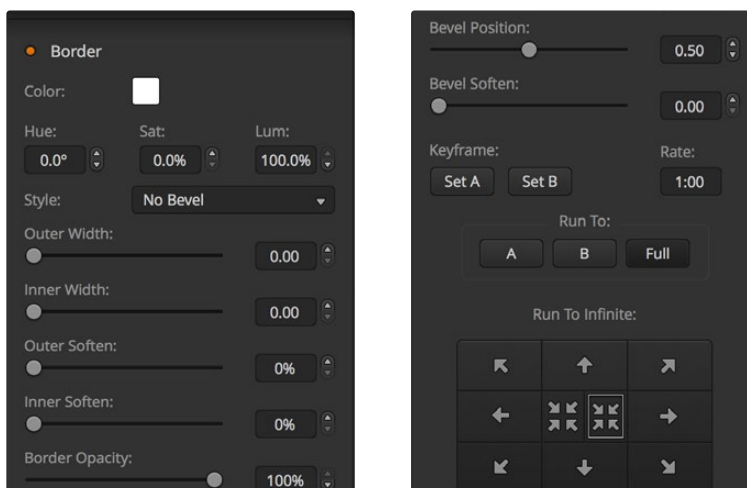 Border
Color:
Hue: Sat: Lum:
0.0° 0.0% 100.0%
Style: No Bevel
Outer Width:
0.00
Inner Width:
0.00
Outer Soften:
0%
Inner Soften:
0%
Border Opacity:
100%
Bevel Position:
0.50
Bevel Soften:
0.00
Keyframe: Rate:
Set A Set B 1:00
Run To:
A B Full
Run To Infinite: